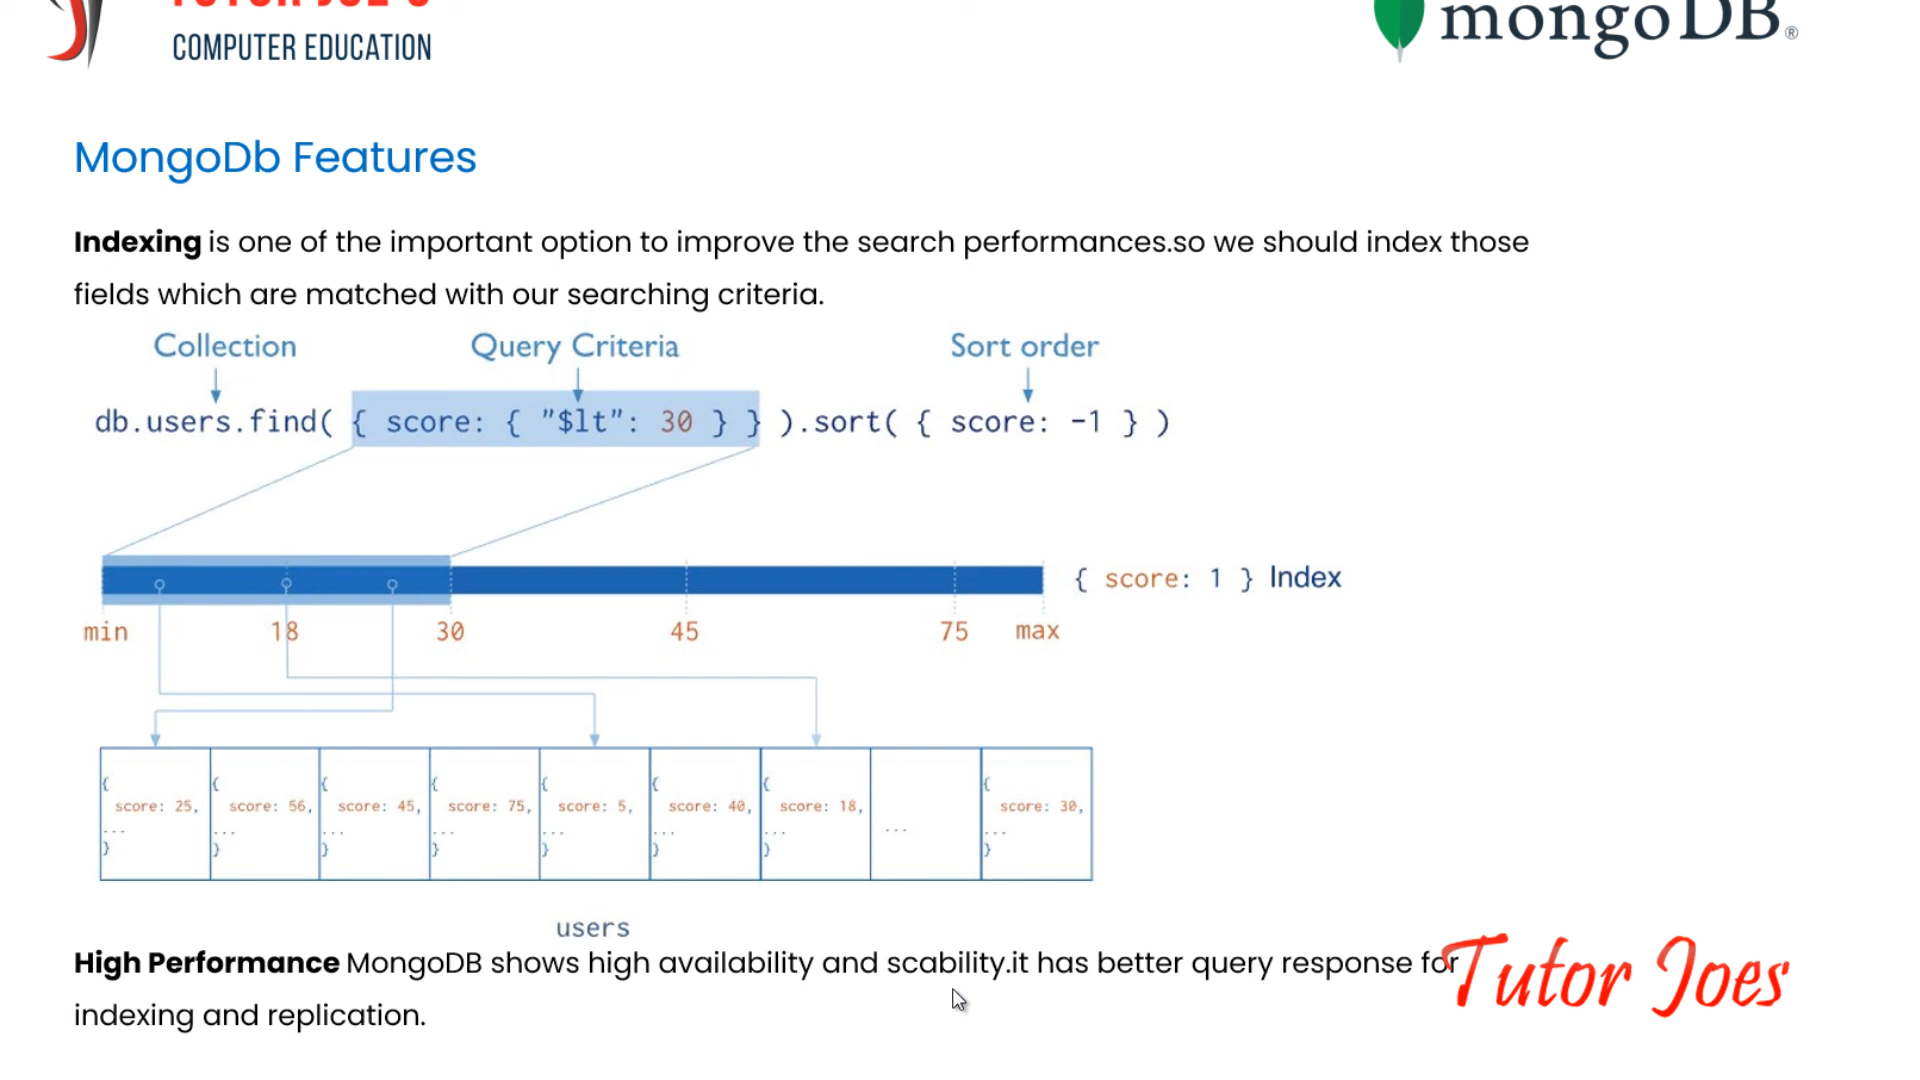 TUTOR JOE'S
COMPUTER EDUCATION
mongoDB®
MongoDb Features
Indexing is one of the important option to improve the search performances.so we should index those
fields which are matched with our searching criteria.
Collection Query Criteria Sort order
db.users.find( { score: { "$lt": 30 } } ).sort( { score: -1 } )
{ score: 1 } Index
min 18 30 45 75 max
{ { { { { { { {
score: 25, score: 56, score: 45, score: 75, score: 5, score: 40, score: 18, score: 30,
... ... ... ... ... ... ... ... ...
} } } } } } } }
users
High Performance MongoDB shows high availability and scability.it has better query response for
indexing and replication.
Tutor Joes